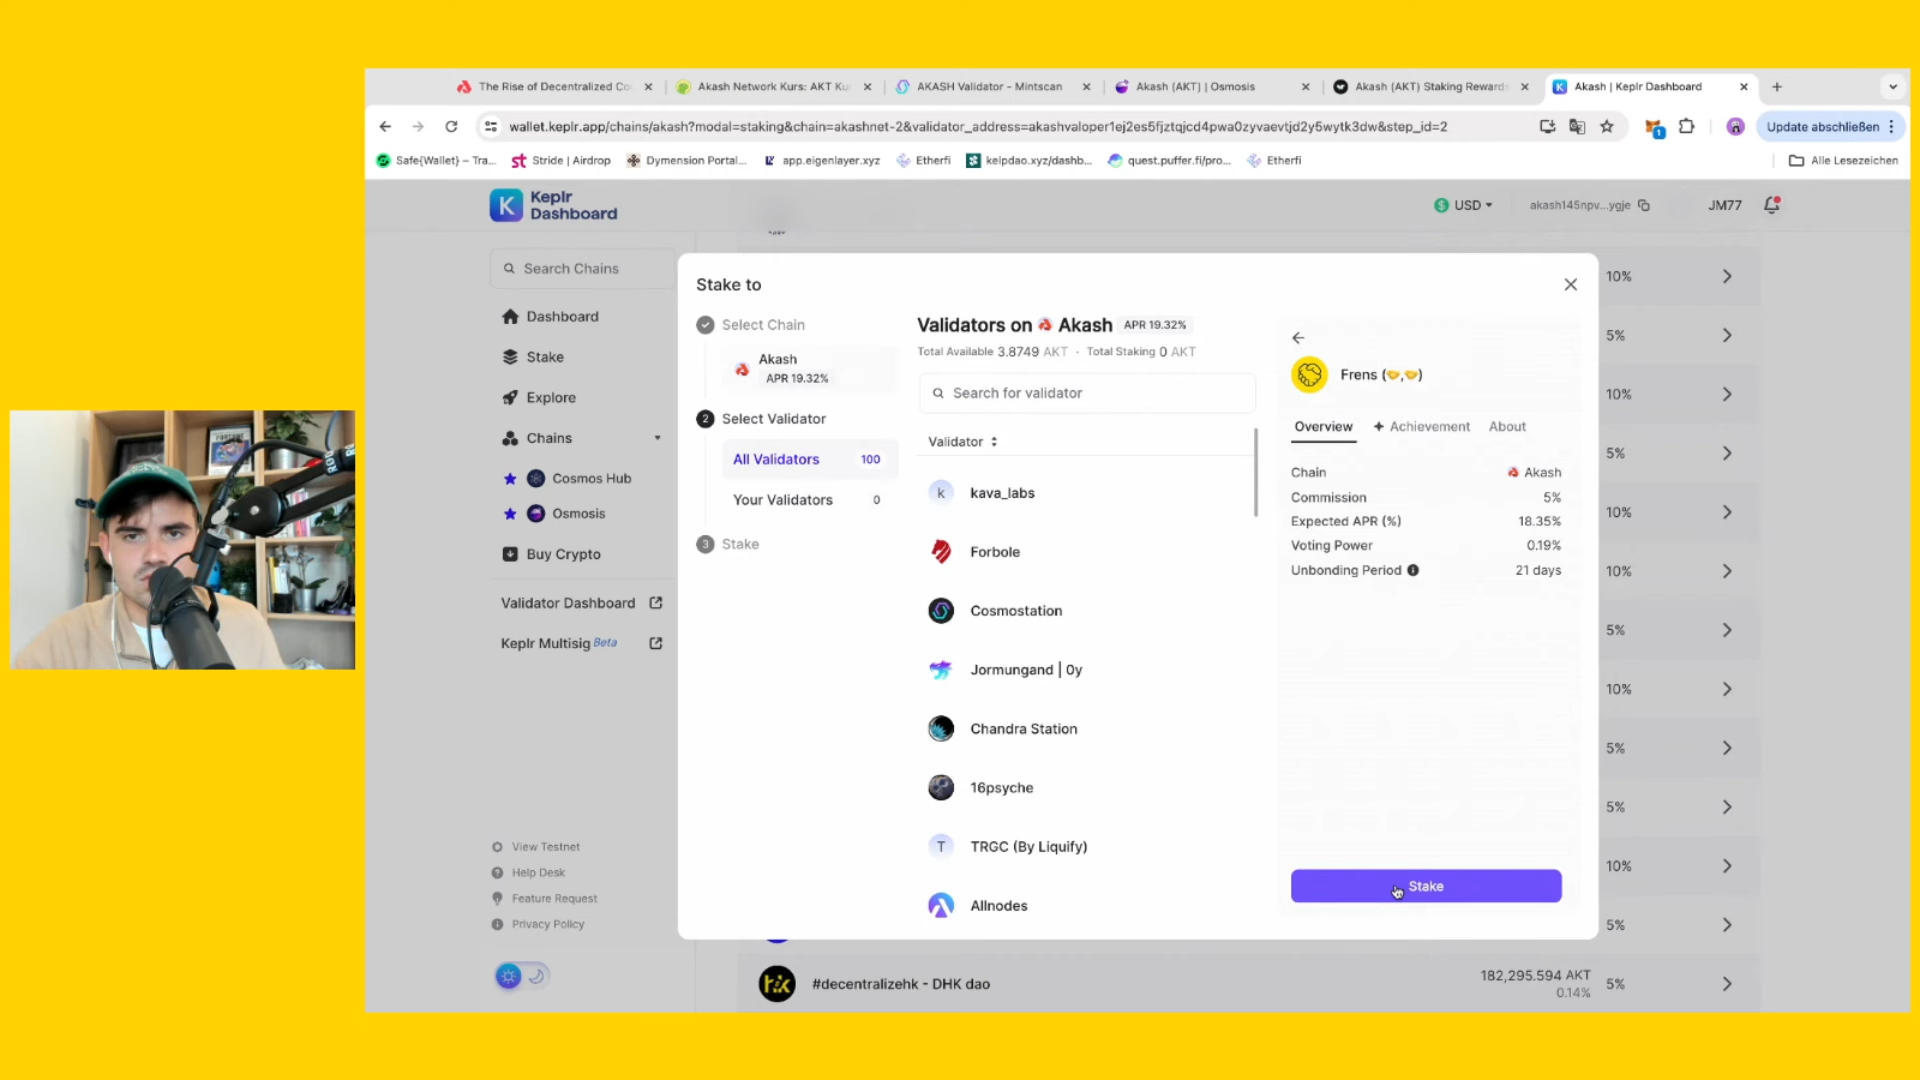 The Rise of Decentralized Co
Akash Network Kurs: AKT Ku
AKASH Validator - Mintscan
Akash (AKT) | Osmosis
Akash (AKT) Staking Rewards
Akash | Keplr Dashboard
wallet.keplr.app/chains/akash?modal=staking&chain=akashnet-2&validator_address=akashvaloper1ej2es5fjztqjcd4pwa0zyvaevtjd2y5wytk3dw&step_id=2
1
Update abschließen
Safe{Wallet} – Tra...
Stride | Airdrop
Dymension Portal...
app.eigenlayer.xyz
Etherfi
kelpdao.xyz/dashb...
quest.puffer.fi/pro...
Etherfi
Alle Lesezeichen
Keplr
Dashboard
USD
akash145npv...ygje
JM77
Search Chains
Dashboard
Stake
Explore
Chains
Cosmos Hub
Osmosis
Buy Crypto
Validator Dashboard
Keplr Multisig Beta
View Testnet
Help Desk
Feature Request
Privacy Policy
Stake to
Select Chain
Akash
APR 19.32%
2 Select Validator
All Validators 100
Your Validators 0
3 Stake
Validators on Akash APR 19.32%
Total Available 3.8749 AKT · Total Staking 0 AKT
Search for validator
Validator
k kava_labs
Forbole
Cosmostation
Jormungand | 0y
Chandra Station
16psyche
T TRGC (By Liquify)
Allnodes
Frens (🤝,🤝)
Overview Achievement About
Chain Akash
Commission 5%
Expected APR (%) 18.35%
Voting Power 0.19%
Unbonding Period 21 days
Stake
10%
5%
10%
5%
10%
10%
5%
10%
5%
5%
10%
5%
#decentralizehk - DHK dao
182,295.594 AKT
0.14%
5%